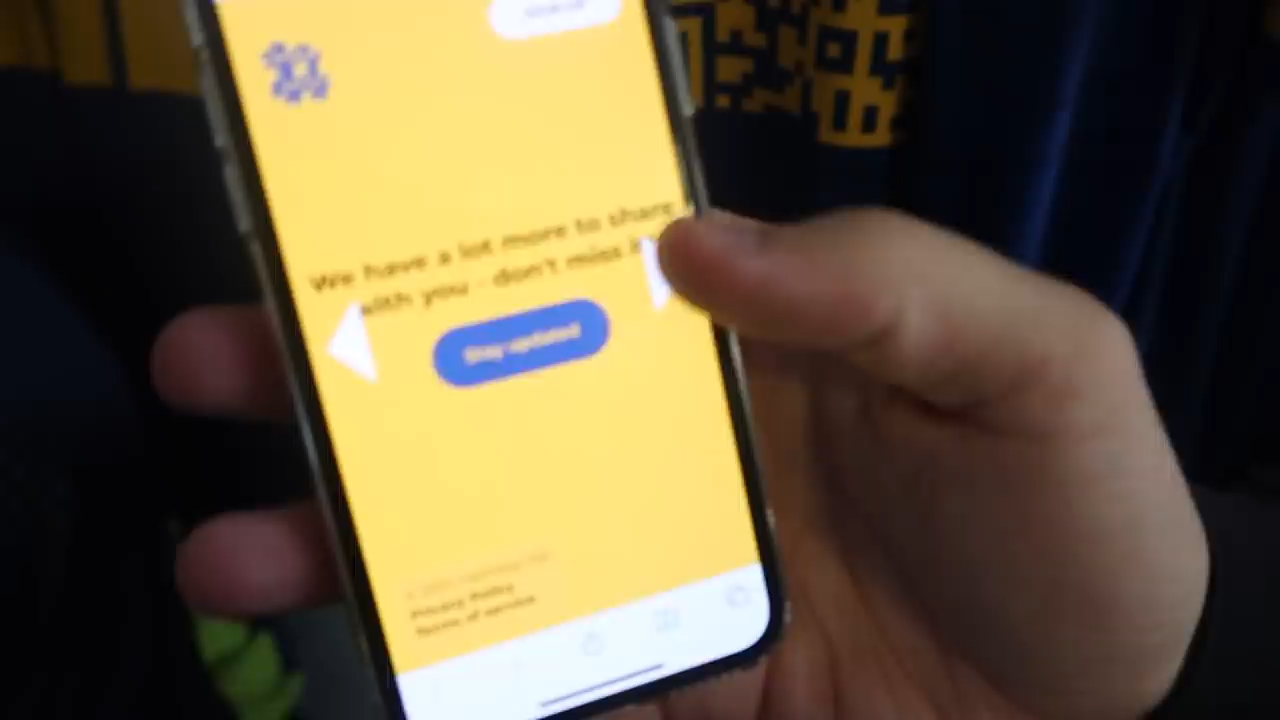 We have a lot more to share
with you - don't miss
Stay updated
Privacy Policy
Terms of service